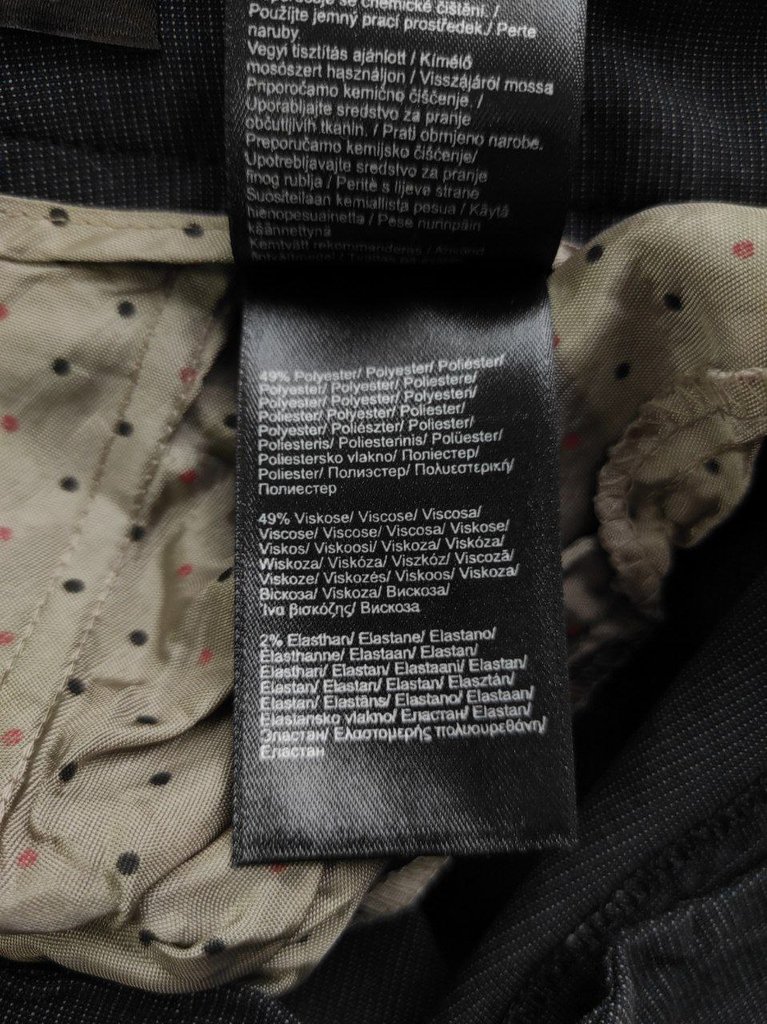 se chemické čištění. /
Použijte jemný prací prostředek./ Perte
naruby
Vegyi tisztítás ajánlott / Kímélő
mosószert használjon / Visszájáról mossa
Priporočamo kemično čiščenje. /
Uporabljajte sredstvo za pranje
občutljivih tkanin. / Prati obrnjeno narobe.
Preporučamo kemijsko čišćenje/
Upotrebljavajte sredstvo za pranje
finog rublja / Perite s lijeve strane
Suositellaan kemiallista pesua / Käytä
hienopesuainetta / Pese nurinpäin
käännettynä
Kemtvätt rekommenderas /
49% Polyester/ Polyester/ Poliéster/
Polyester/ Polyester/ Poliestere/
Polyester/ Polyester/ Polyesteri/
Poliester/ Polyester/ Poliester/
Polyester/ Poliészter/ Poliester/
Poliesteris/ Poliesterinis/ Polüester/
Poliestersko vlakno/ Поліестер/
Poliester/ Полиэстер/ Πολυεστερική/
Полиестер
49% Viskose/ Viscose/ Viscosa/
Viscose/ Viscose/ Viscosa/ Viskose/
Viskos/ Viskoosi/ Viskoza/ Viskóza/
Wiskoza/ Viskóza/ Viszkóz/ Viscoză/
Viskoze/ Viskozés/ Viskoos/ Viskoza/
Віскоза/ Viskoza/ Вискоза/
Ίνα βισκόζης/ Вискоза
2% Elasthan/ Elastane/ Elastano/
Élasthanne/ Elastaan/ Elastan/
Elasthan/ Elastan/ Elastaani/ Elastan/
Elastan/ Elastan/ Elastan/ Elasztán/
Elastan/ Elastāns/ Elastano/ Elastaan/
Elastansko vlakno/ Еластан/ Elastan/
Эластан/ Ελαστομερής πολυουρεθάνη/
Еластан